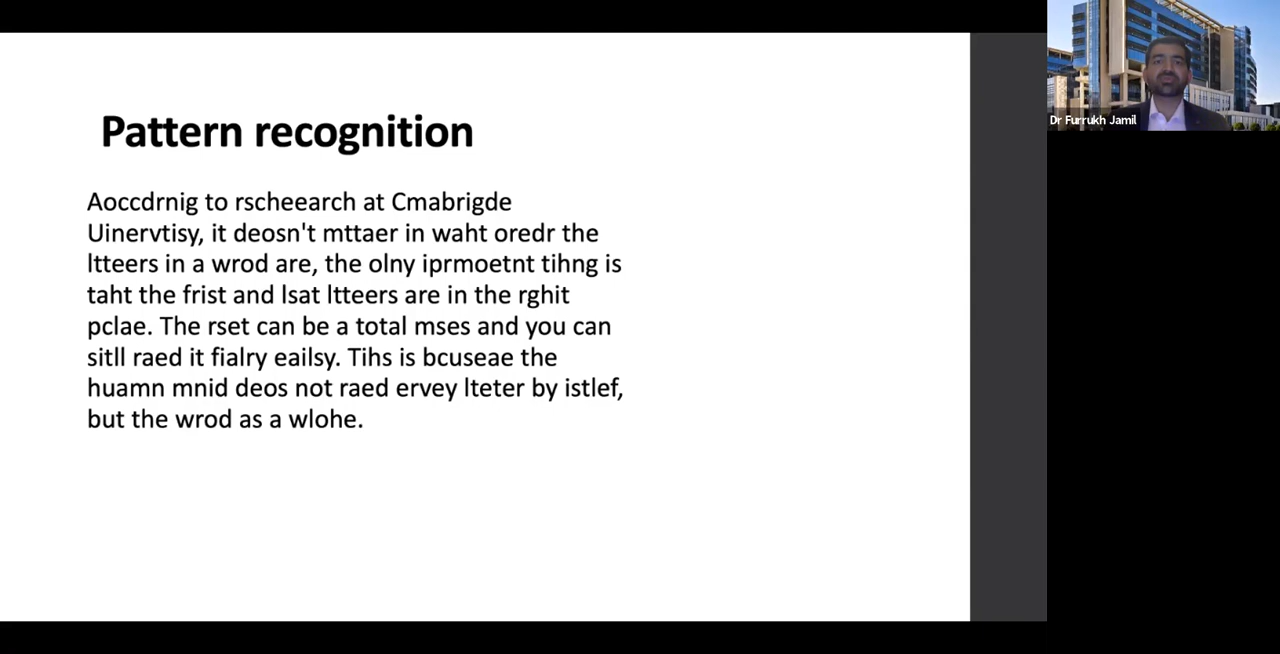 Pattern recognition
Aoccdrnig to rscheearch at Cmabrigde
Uinervtisy, it deosn't mttaer in waht oredr the
ltteers in a wrod are, the olny iprmoetnt tihng is
taht the frist and lsat ltteers are in the rghit
pclae. The rset can be a total mses and you can
sitll raed it fialry eailsy. Tihs is bcuseae the
huamn mnid deos not raed ervey lteter by istlef,
but the wrod as a wlohe.
Dr Furrukh Jamil